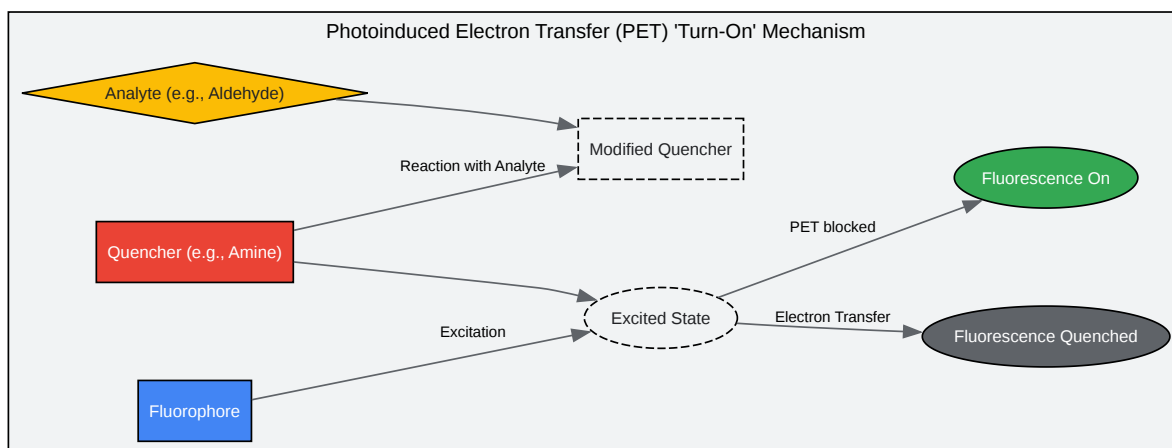 Photoinduced Electron Transfer (PET) 'Turn-On' Mechanism
Analyte (e.g., Aldehyde)
Modified Quencher
Reaction with Analyte
Fluorescence On
PET blocked
Quencher (e.g., Amine)
Excited State
Electron Transfer
Excitation
Fluorescence Quenched
Fluorophore